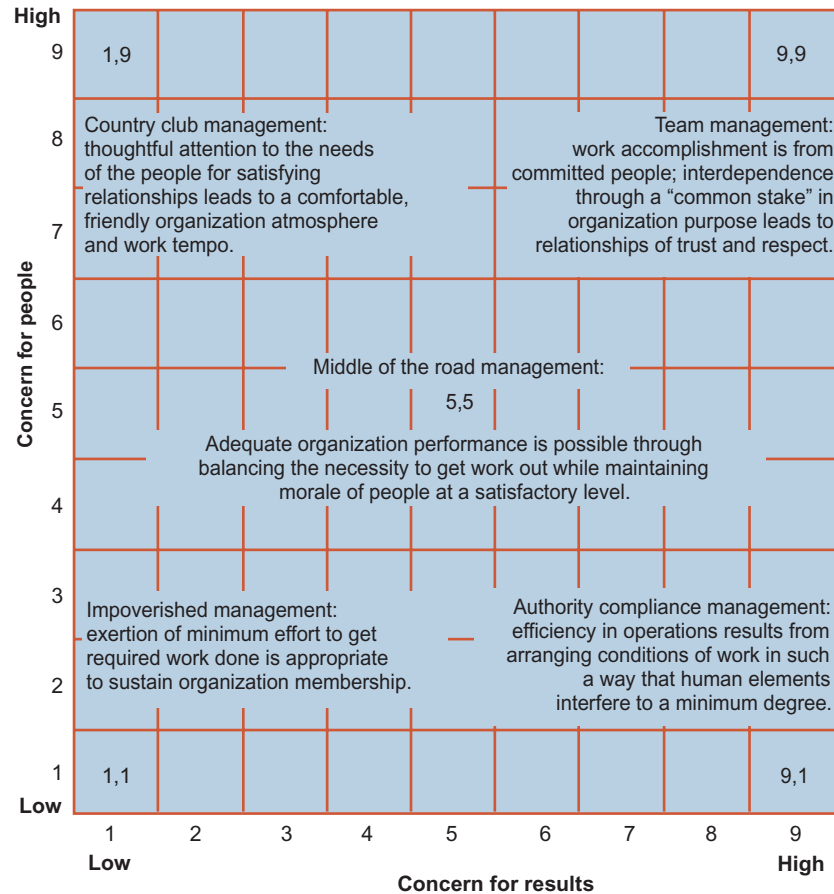 High
9
1,9
9,9
8
Country club management:
thoughtful attention to the needs
of the people for satisfying
relationships leads to a comfortable,
friendly organization atmosphere
and work tempo.
Team management:
work accomplishment is from
committed people; interdependence
through a “common stake” in
organization purpose leads to
relationships of trust and respect.
7
Concern for people
6
Middle of the road management:
5
5,5
Adequate organization performance is possible through
balancing the necessity to get work out while maintaining
morale of people at a satisfactory level.
4
3
Impoverished management:
exertion of minimum effort to get
required work done is appropriate
to sustain organization membership.
Authority compliance management:
efficiency in operations results from
arranging conditions of work in such
a way that human elements
interfere to a minimum degree.
2
1
1,1
9,1
Low
1 2 3 4 5 6 7 8 9
Low
High
Concern for results